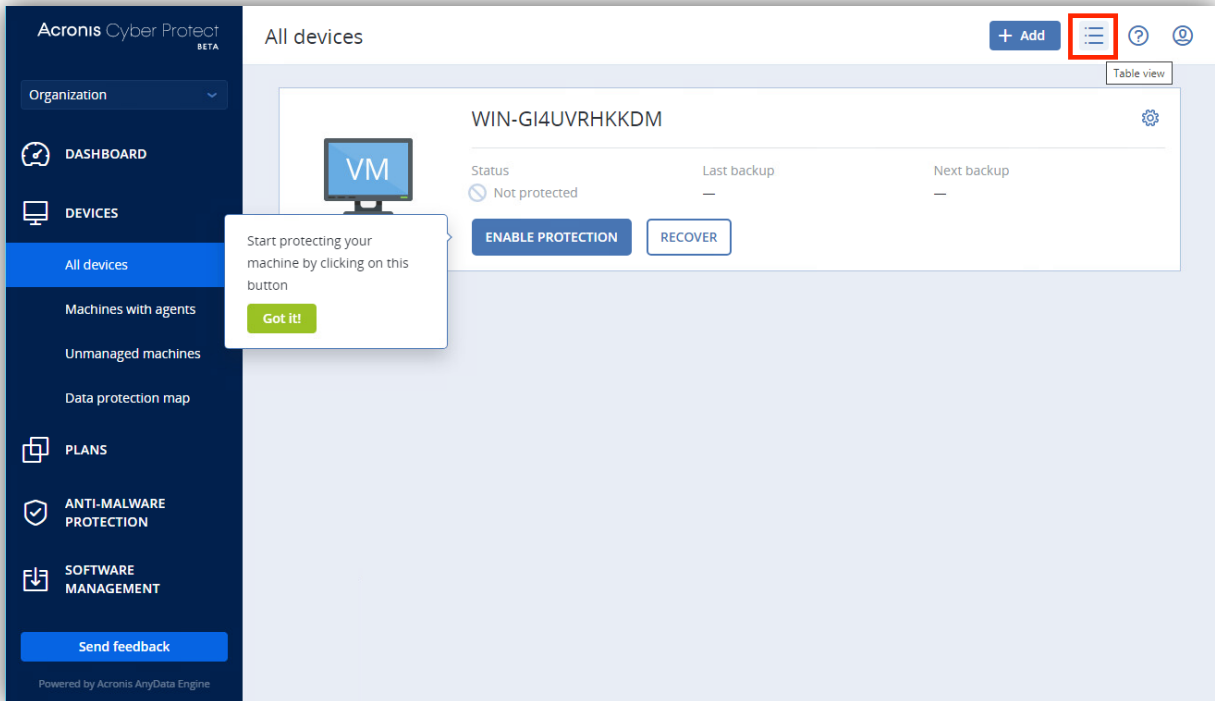 Acronis Cyber Protect
BETA
Organization
DASHBOARD
DEVICES
All devices
Machines with agents
Unmanaged machines
Data protection map
PLANS
ANTI-MALWARE
PROTECTION
SOFTWARE
MANAGEMENT
Send feedback
Powered by Acronis AnyData Engine
All devices
+ Add
?
Table view
WIN-GI4UVRHKKDM
VM
Status
Last backup
Next backup
Not protected
—
—
ENABLE PROTECTION
RECOVER
Start protecting your
machine by clicking on this
button
Got it!